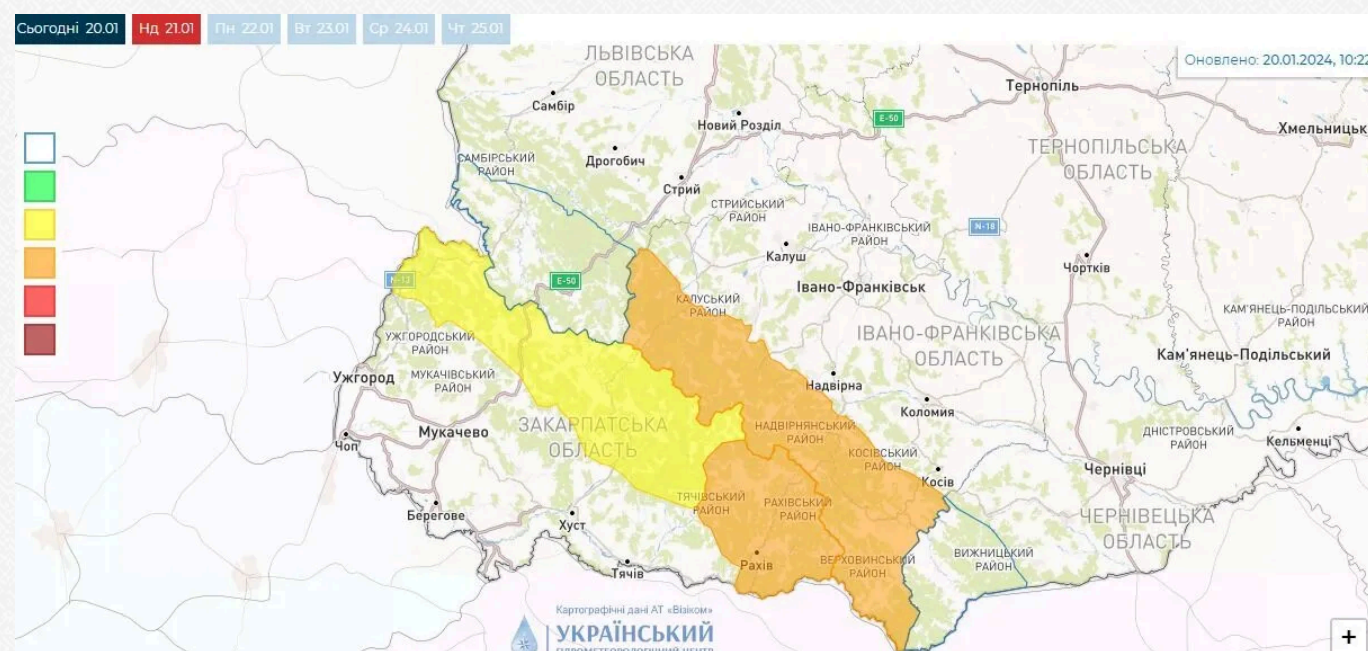 Сьогодні 20.01
Нд 21.01
Пн 22.01
Вт 23.01
Ср 24.01
Чт 25.01
Оновлено: 20.01.2024, 10:22
ЛЬВІВСЬКА
ОБЛАСТЬ
Самбір
Новий Розділ
E-50
Тернопіль
Хмельницьк
ТЕРНОПІЛЬСЬКА
ОБЛАСТЬ
САМБІРСЬКИЙ
РАЙОН
Дрогобич
Стрий
СТРИЙСЬКИЙ
РАЙОН
ІВАНО-ФРАНКІВСЬКИЙ
РАЙОН
N-18
Калуш
Чортків
N-13
E-50
Івано-Франківськ
КАЛУСЬКИЙ
РАЙОН
КАМ'ЯНЕЦЬ-ПОДІЛЬСЬКИЙ
РАЙОН
УЖГОРОДСЬКИЙ
РАЙОН
ІВАНО-ФРАНКІВСЬКА
ОБЛАСТЬ
Кам'янець-Подільський
Ужгород
МУКАЧІВСЬКИЙ
РАЙОН
Надвірна
Коломия
Мукачево
ЗАКАРПАТСЬКА
ОБЛАСТЬ
НАДВІРНЯНСЬКИЙ
РАЙОН
ДНІСТРОВСЬКИЙ
РАЙОН
Кельменці
Чоп
КОСІВСЬКИЙ
РАЙОН
Косів
Чернівці
ТЯЧІВСЬКИЙ
РАЙОН
РАХІВСЬКИЙ
РАЙОН
Берегове
Хуст
ЧЕРНІВЕЦЬКА
ОБЛАСТЬ
ВИЖНИЦЬКИЙ
РАЙОН
Тячів
Рахів
ВЕРХОВИНСЬКИЙ
РАЙОН
Картографічні дані АТ «Візіком»
УКРАЇНСЬКИЙ
ГІДРОМЕТЕОРОЛОГІЧНИЙ ЦЕНТР
+